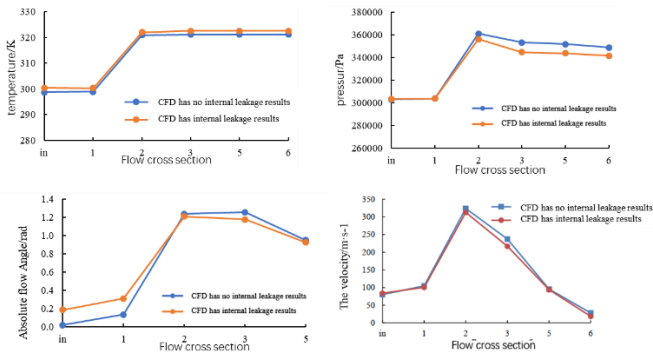 temperature/K
330
320
310
300
290
280
CFD has no internal leakage results
CFD has internal leakage results
in 1 2 3 5 6
Flow cross section
pressur/Pa
380000
360000
340000
320000
300000
280000
260000
CFD has no internal leakage results
CFD has internal leakage results
in 1 2 3 5 6
Flow cross section
Absolute flow Angle/rad
1.4
1.2
1.0
0.8
0.6
0.4
0.2
0.0
CFD has no internal leakage results
CFD has internal leakage results
in 1 2 3 5
Flow cross section
The velocity/m·s-1
350
300
250
200
150
100
50
0
CFD has no internal leakage results
CFD has internal leakage results
in 1 2 3 5 6
Flow cross section